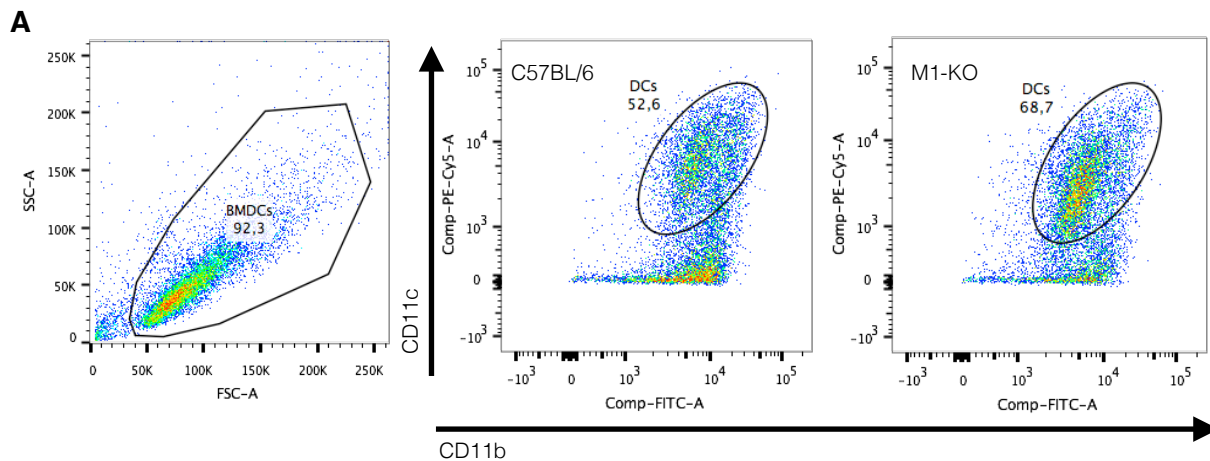 A
250K
200K
150K
100K
50K
0
SSC-A
BMDCs
92,3
0
50K
100K
150K
200K
250K
FSC-A
CD11c
C57BL/6
DCs
52,6
10^5
10^4
10^3
0
-10^3
Comp-PE-Cy5-A
-10^3
0
10^3
10^4
10^5
Comp-FITC-A
M1-KO
DCs
68,7
10^5
10^4
10^3
0
-10^3
Comp-PE-Cy5-A
-10^3
0
10^3
10^4
10^5
Comp-FITC-A
CD11b